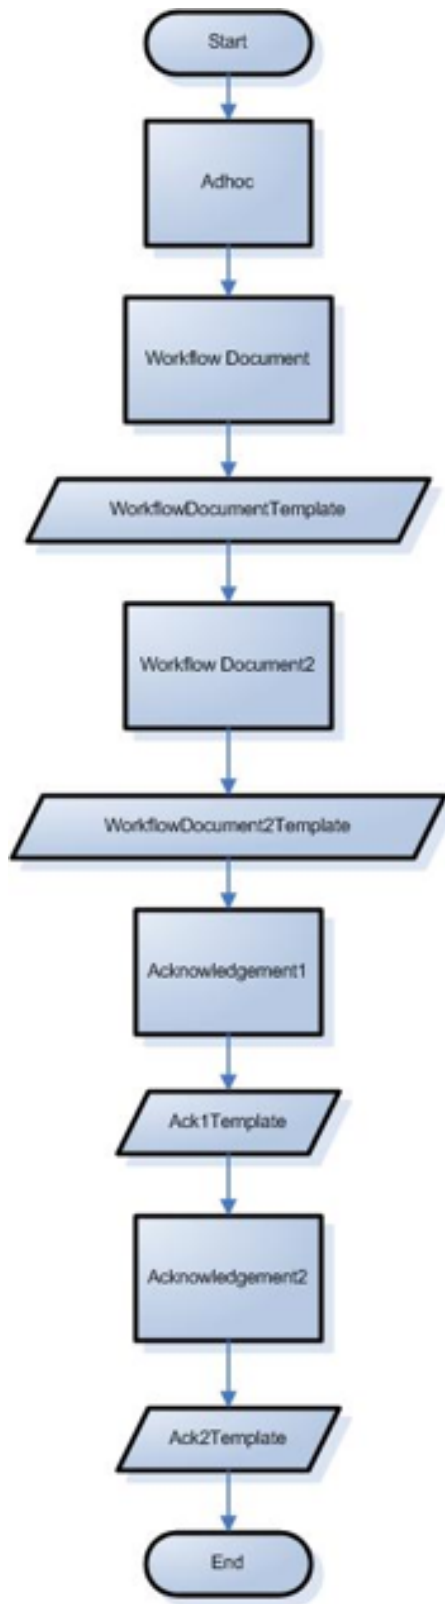 Start
Adhoc
Workflow Document
WorkflowDocumentTemplate
Workflow Document2
WorkflowDocument2Template
Acknowledgement1
Ack1Template
Acknowledgement2
Ack2Template
End